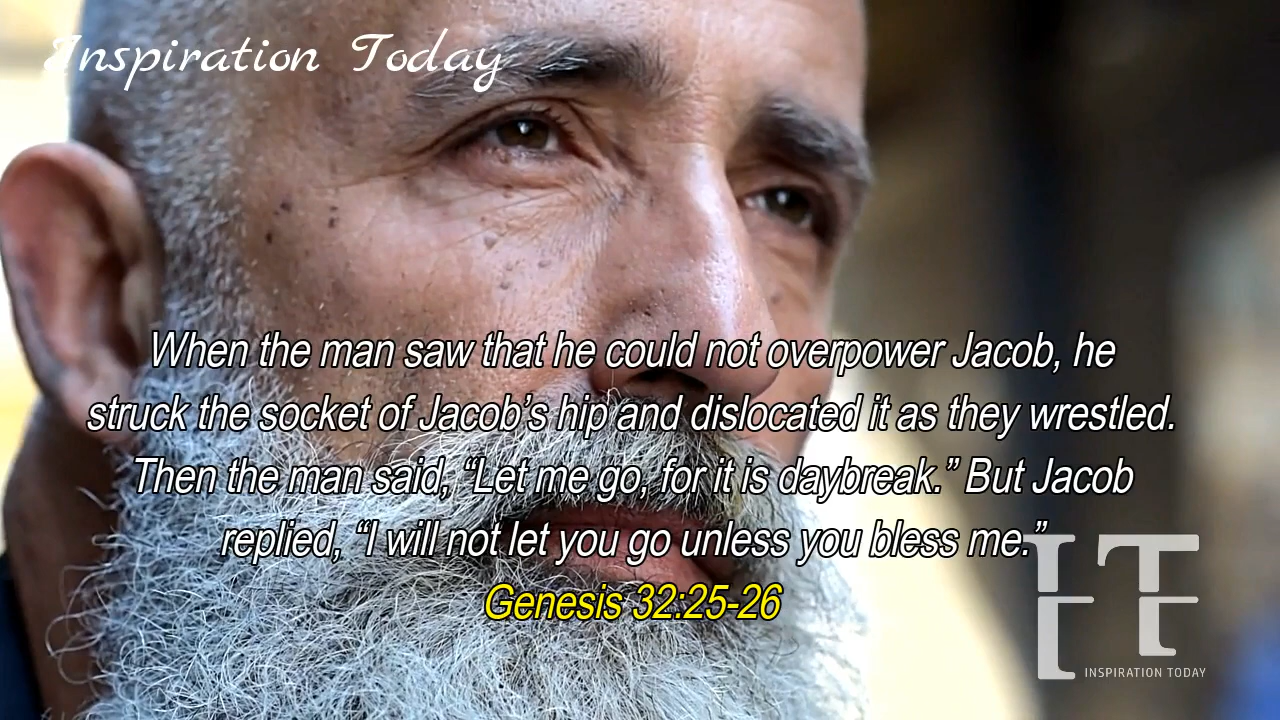 Inspiration Today
When the man saw that he could not overpower Jacob, he
struck the socket of Jacob’s hip and dislocated it as they wrestled.
Then the man said, “Let me go, for it is daybreak.” But Jacob
replied, “I will not let you go unless you bless me.”
Genesis 32:25-26
IT
INSPIRATION TODAY